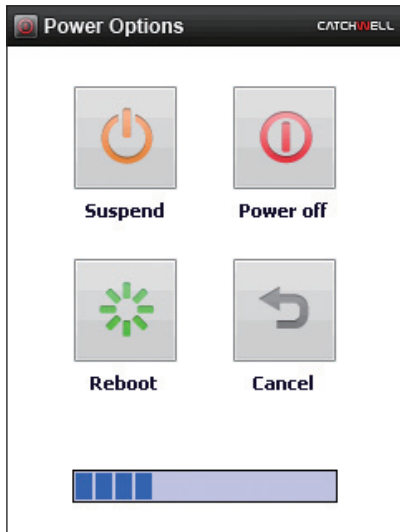 Power Options
CATCHWELL
Suspend
Power off
Reboot
Cancel